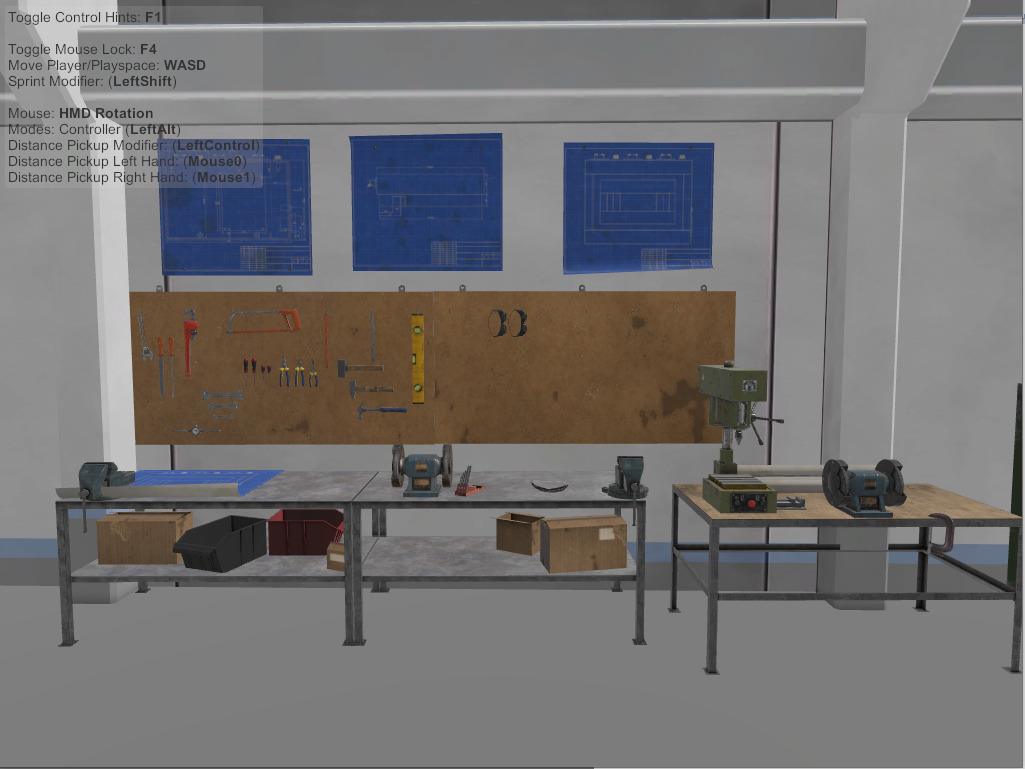 Toggle Control Hints: F1
Toggle Mouse Lock: F4
Move Player/Playspace: WASD
Sprint Modifier: (LeftShift)
Mouse: HMD Rotation
Modes: Controller (LeftAlt)
Distance Pickup Modifier: (LeftControl)
Distance Pickup Left Hand: (Mouse0)
Distance Pickup Right Hand: (Mouse1)